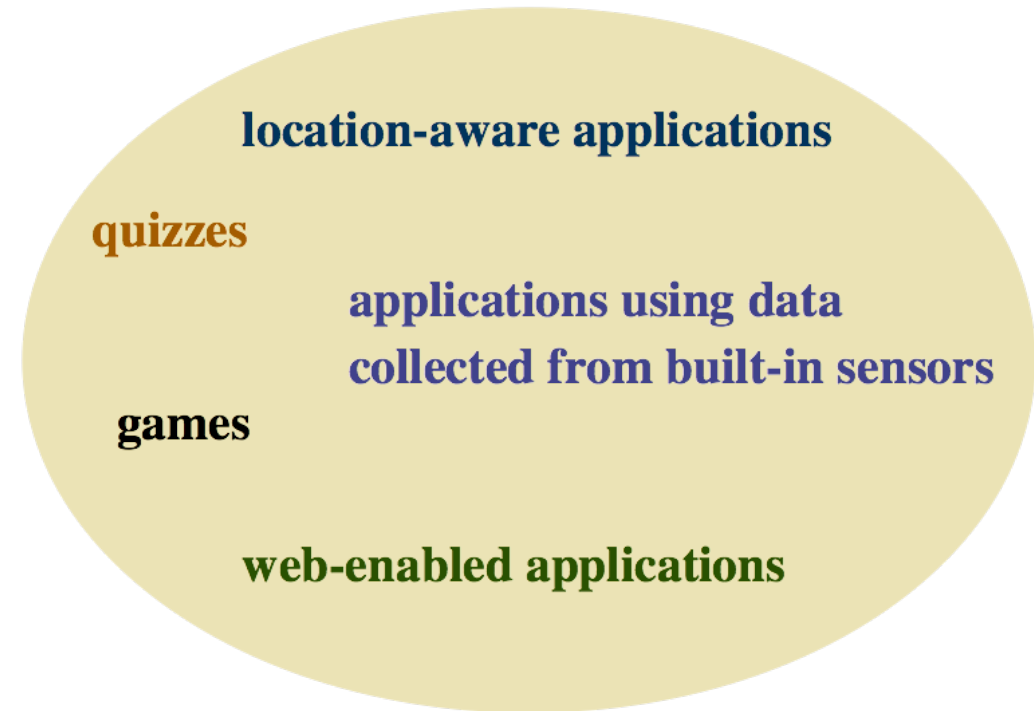 location-aware applications
quizzes
applications using data
collected from built-in sensors
games
web-enabled applications